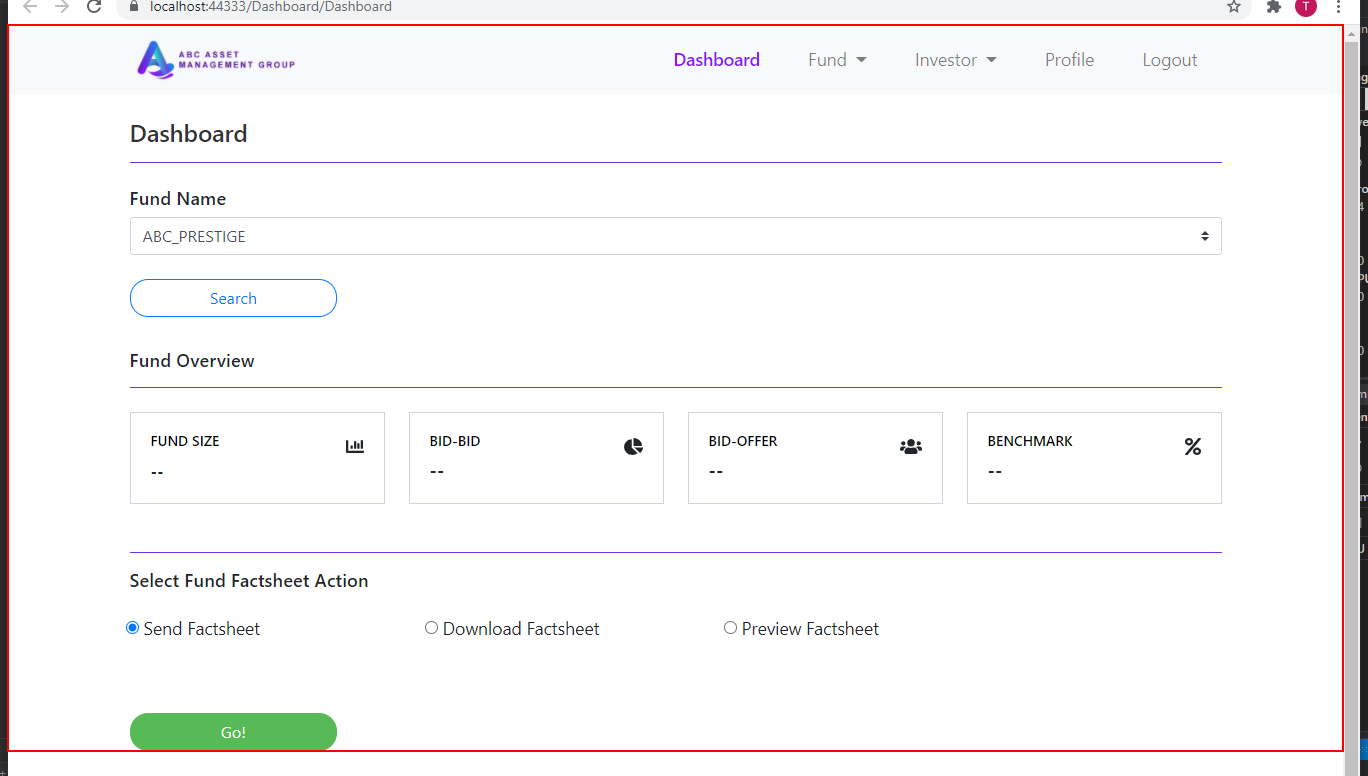 localhost:44333/Dashboard/Dashboard
T
ABC ASSET
MANAGEMENT GROUP
Dashboard Fund Investor Profile Logout
Dashboard
Fund Name
ABC_PRESTIGE
Search
Fund Overview
FUND SIZE BID-BID BID-OFFER BENCHMARK
-- -- -- --
Select Fund Factsheet Action
Send Factsheet Download Factsheet Preview Factsheet
Go!